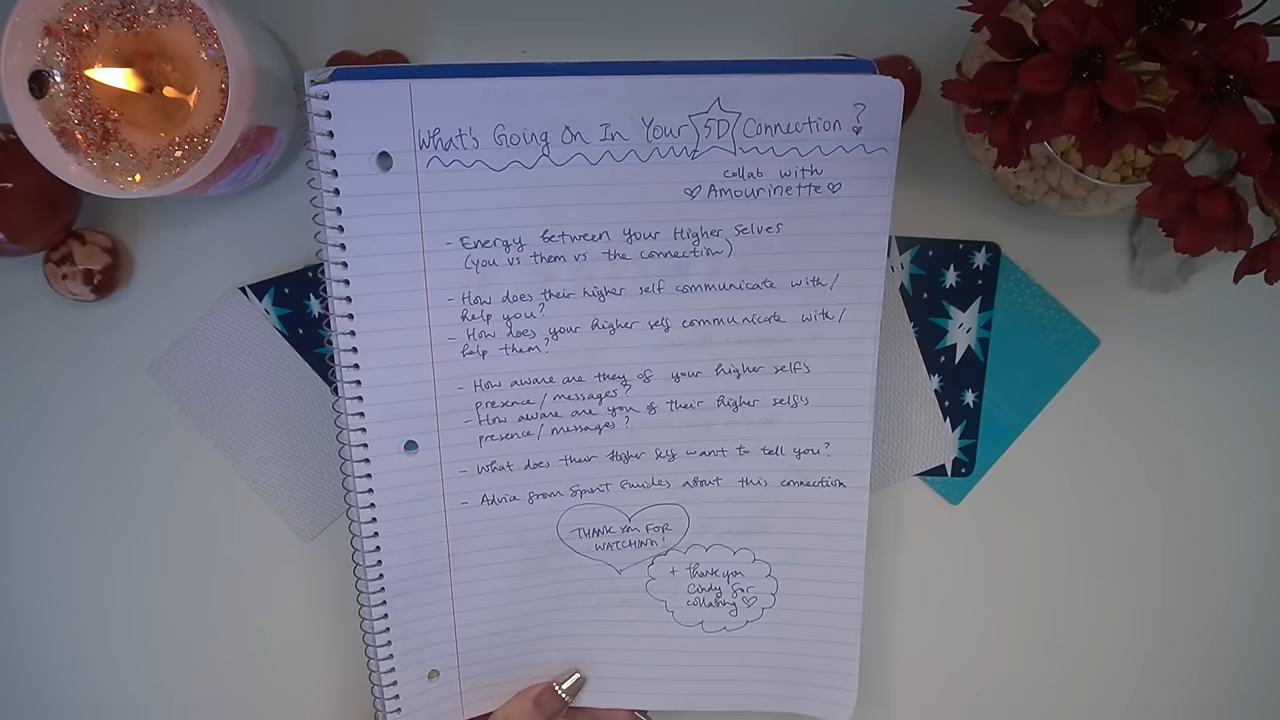 What's Going On In Your 5D Connection?
collab with
♡ Amourinette ♡
- Energy between your Higher Selves
(you vs them vs the connection)
- How does their higher self communicate with/
help you?
- How does your higher self communicate with/
help them?
- How aware are they of your higher self's
presence/messages?
- How aware are you of their higher self's
presence/messages?
- What does their Higher Self want to tell you?
- Advice from Spirit Guides about this connection
THANK YOU FOR
WATCHING!
+ thank you
Cindy for
collabing ♡